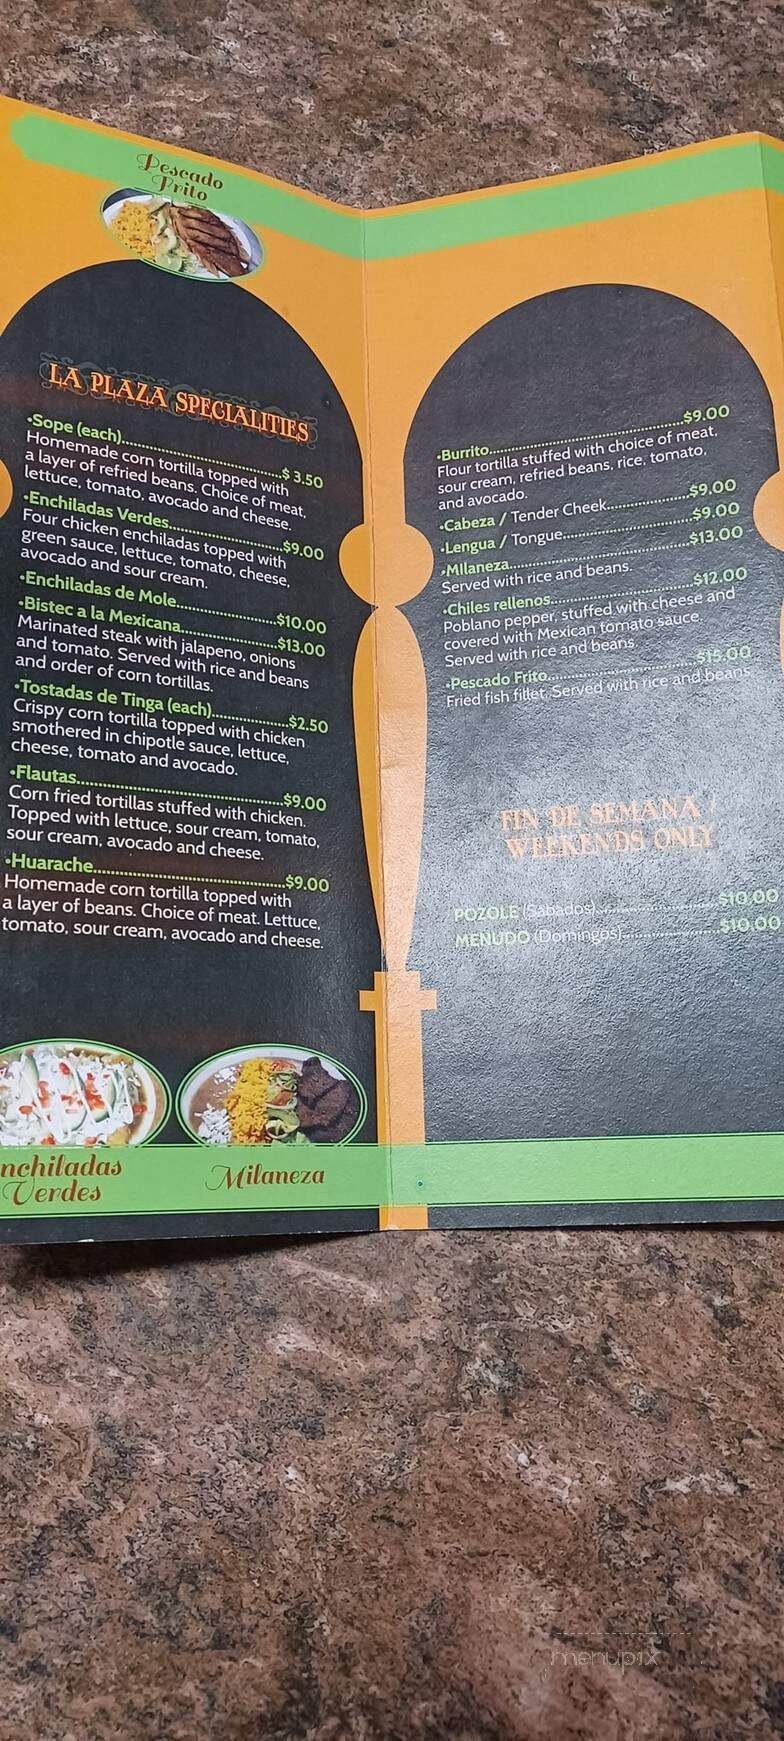 Pescado
Frito
LA PLAZA SPECIALITIES
•Sope (each)........$ 3.50
Homemade corn tortilla topped with
a layer of refried beans. Choice of meat,
lettuce, tomato, avocado and cheese.
•Enchiladas Verdes........$9.00
Four chicken enchiladas topped with
green sauce, lettuce, tomato, cheese,
avocado and sour cream.
•Enchiladas de Mole........$10.00
•Bistec a la Mexicana........$13.00
Marinated steak with jalapeno, onions
and tomato. Served with rice and beans
and order of corn tortillas.
•Tostadas de Tinga (each)........$2.50
Crispy corn tortilla topped with chicken
smothered in chipotle sauce, lettuce,
cheese, tomato and avocado.
•Flautas........$9.00
Corn fried tortillas stuffed with chicken.
Topped with lettuce, sour cream, tomato,
sour cream, avocado and cheese.
•Huarache........$9.00
Homemade corn tortilla topped with
a layer of beans. Choice of meat. Lettuce,
tomato, sour cream, avocado and cheese.
nchiladas
Verdes
Milaneza
•Burrito........$9.00
Flour tortilla stuffed with choice of meat,
sour cream, refried beans, rice, tomato,
and avocado.
•Cabeza / Tender Cheek........$9.00
•Lengua / Tongue........$9.00
•Milaneza........$13.00
Served with rice and beans.
•Chiles rellenos........$12.00
Poblano pepper, stuffed with cheese and
covered with Mexican tomato sauce.
Served with rice and beans.
•Pescado Frito........$15.00
Fried fish fillet. Served with rice and beans
FIN DE SEMANA /
WEEKENDS ONLY
POZOLE (Sabados)........$10.00
MENUDO (Domingos)........$10.00
menupix